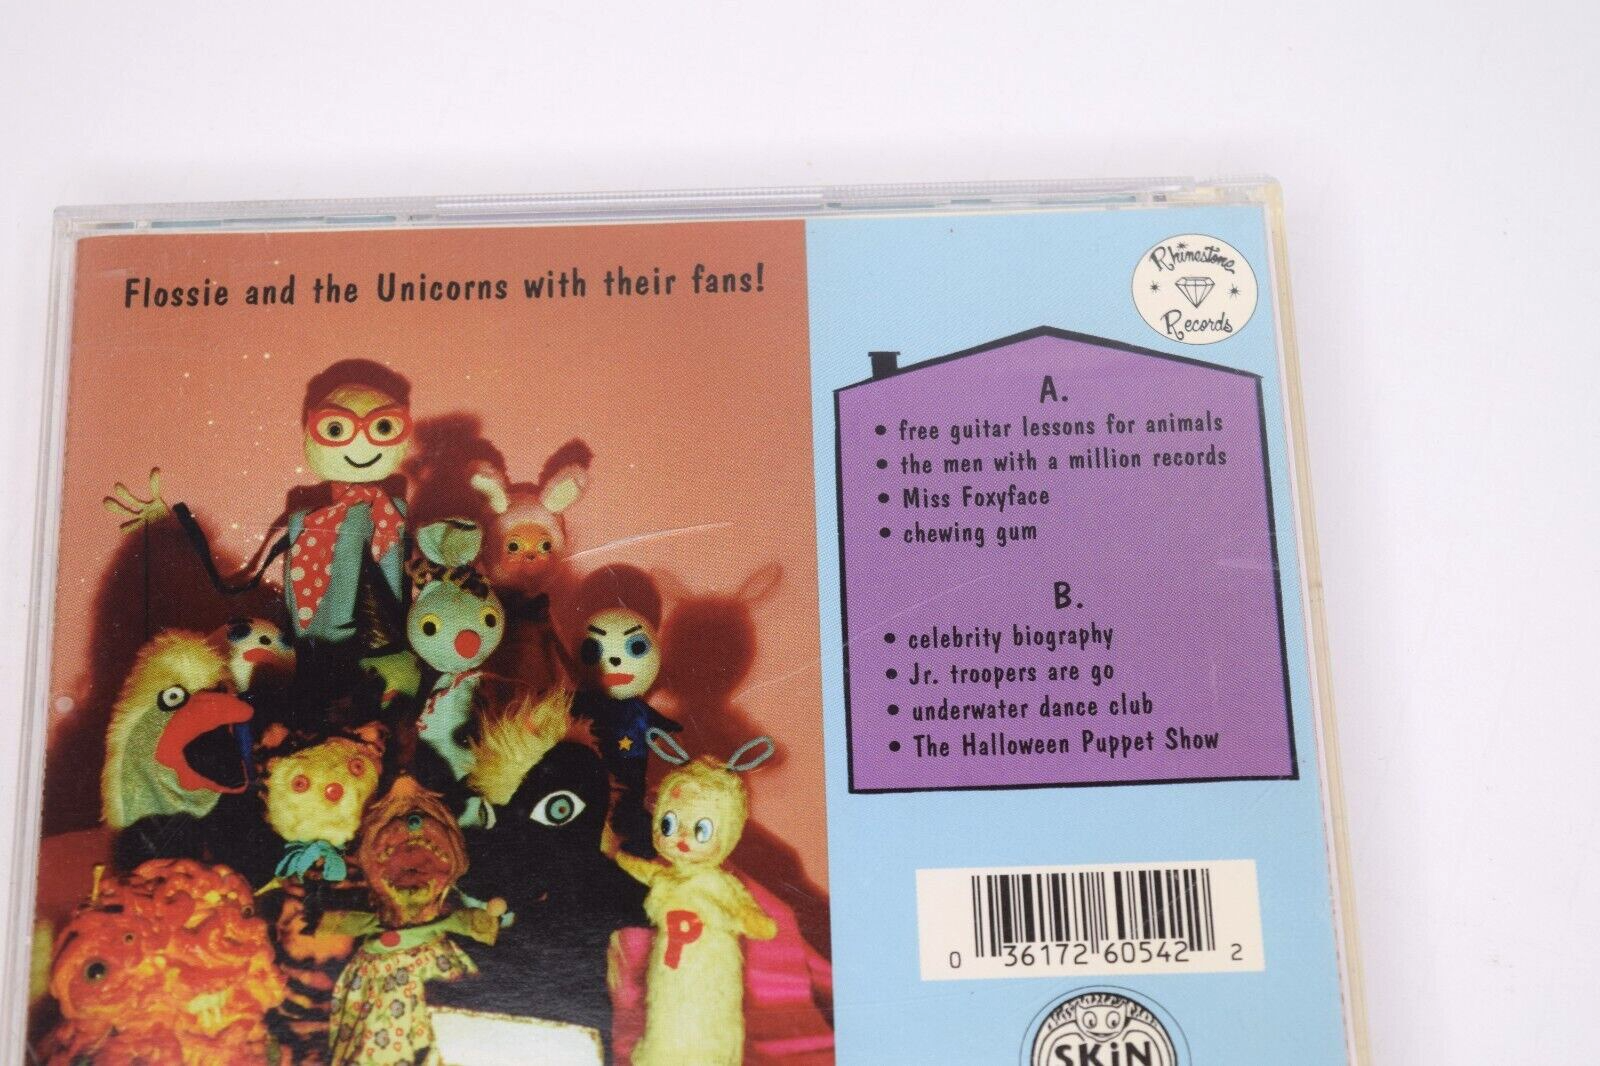 Flossie and the Unicorns with their fans!
Rhinestone
Records
A.
• free guitar lessons for animals
• the men with a million records
• Miss Foxyface
• chewing gum
B.
• celebrity biography
• Jr. troopers are go
• underwater dance club
• The Halloween Puppet Show
P
0 36172 60542 2
SKiN